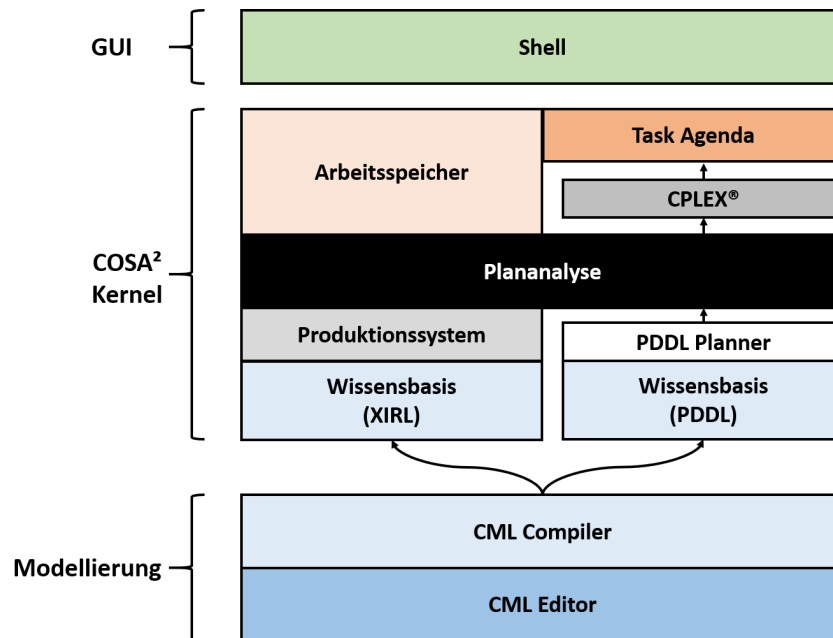 GUI
Shell
COSA²
Kernel
Arbeitsspeicher
Task Agenda
CPLEX®
Plananalyse
Produktionssystem
PDDL Planner
Wissensbasis
(XIRL)
Wissensbasis
(PDDL)
Modellierung
CML Compiler
CML Editor